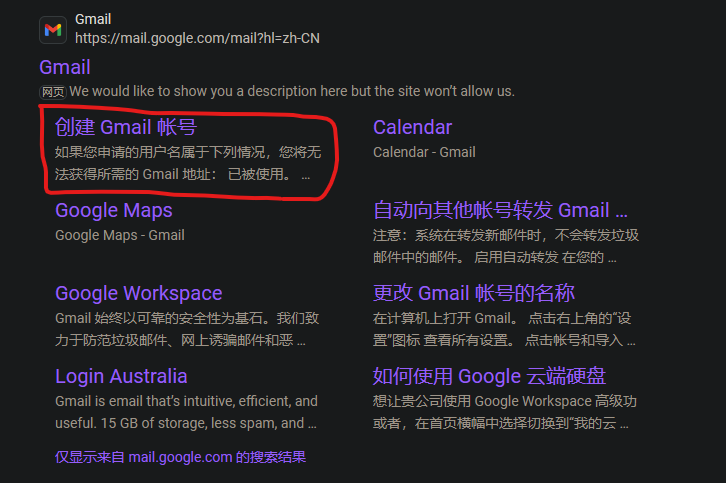 Gmail
https://mail.google.com/mail?hl=zh-CN
Gmail
网页 We would like to show you a description here but the site won’t allow us.
创建 Gmail 帐号
如果您申请的用户名属于下列情况，您将无
法获得所需的 Gmail 地址： 已被使用。 ...
Calendar
Calendar - Gmail
Google Maps
Google Maps - Gmail
自动向其他帐号转发 Gmail ...
注意：系统在转发新邮件时，不会转发垃圾
邮件中的邮件。 启用自动转发 在您的 ...
Google Workspace
Gmail 始终以可靠的安全性为基石。我们致
力于防范垃圾邮件、网上诱骗邮件和恶 ...
更改 Gmail 帐号的名称
在计算机上打开 Gmail。 点击右上角的“设
置”图标 查看所有设置。 点击帐号和导入 ...
Login Australia
Gmail is email that’s intuitive, efficient, and
useful. 15 GB of storage, less spam, and ...
如何使用 Google 云端硬盘
想让贵公司使用 Google Workspace 高级功
或者，在首页横幅中选择切换到“我的云 ...
仅显示来自 mail.google.com 的搜索结果